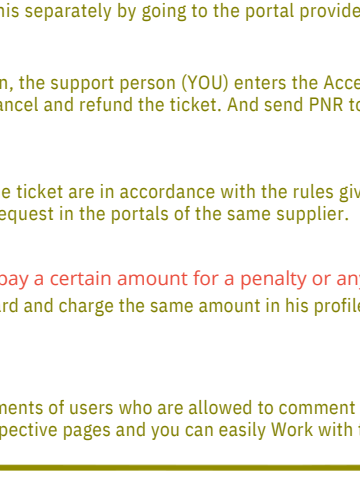 this separately by going to the portal provide
n, the support person (YOU) enters the Acce
ancel and refund the ticket. And send PNR to
e ticket are in accordance with the rules giv
equest in the portals of the same supplier.
pay a certain amount for a penalty or any
ard and charge the same amount in his profile
ments of users who are allowed to comment
pective pages and you can easily Work with